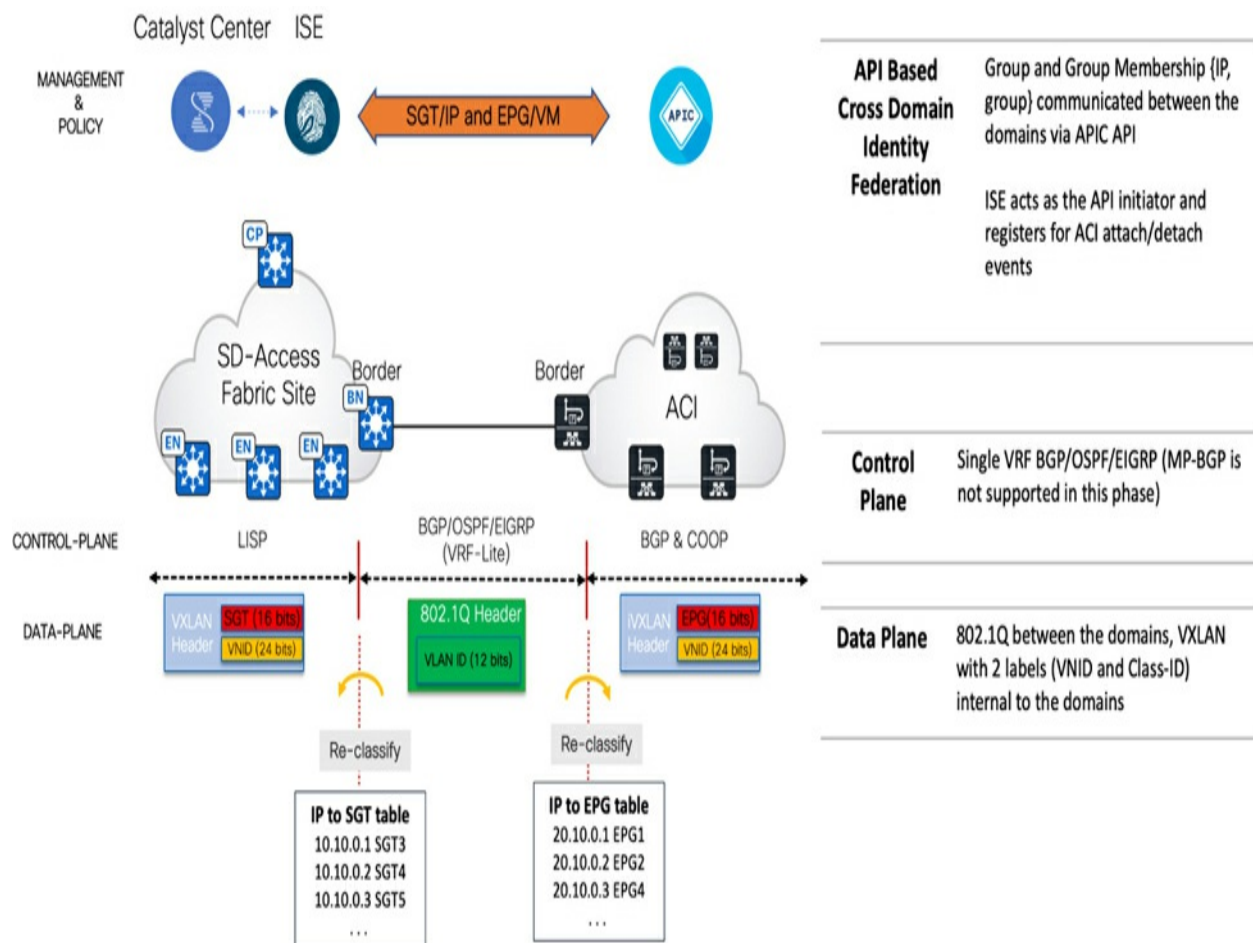 Catalyst Center
ISE
MANAGEMENT
&
POLICY
SGT/IP and EPG/VM
APIC
API Based
Cross Domain
Identity
Federation
Group and Group Membership {IP,
group} communicated between the
domains via APIC API
ISE acts as the API initiator and
registers for ACI attach/detach
events
CP
SD-Access
Fabric Site
Border
BN
EN
EN
EN
Border
ACI
Control
Plane
Single VRF BGP/OSPF/EIGRP (MP-BGP is
not supported in this phase)
CONTROL-PLANE
LISP
BGP/OSPF/EIGRP
(VRF-Lite)
BGP & COOP
DATA-PLANE
VXLAN
Header
SGT (16 bits)
VNID (24 bits)
802.1Q Header
VLAN ID (12 bits)
iVXLAN
Header
EPG(16 bits)
VNID (24 bits)
Data Plane
802.1Q between the domains, VXLAN
with 2 labels (VNID and Class-ID)
internal to the domains
Re-classify
Re-classify
IP to SGT table
10.10.0.1 SGT3
10.10.0.2 SGT4
10.10.0.3 SGT5
...
IP to EPG table
20.10.0.1 EPG1
20.10.0.2 EPG2
20.10.0.3 EPG4
...